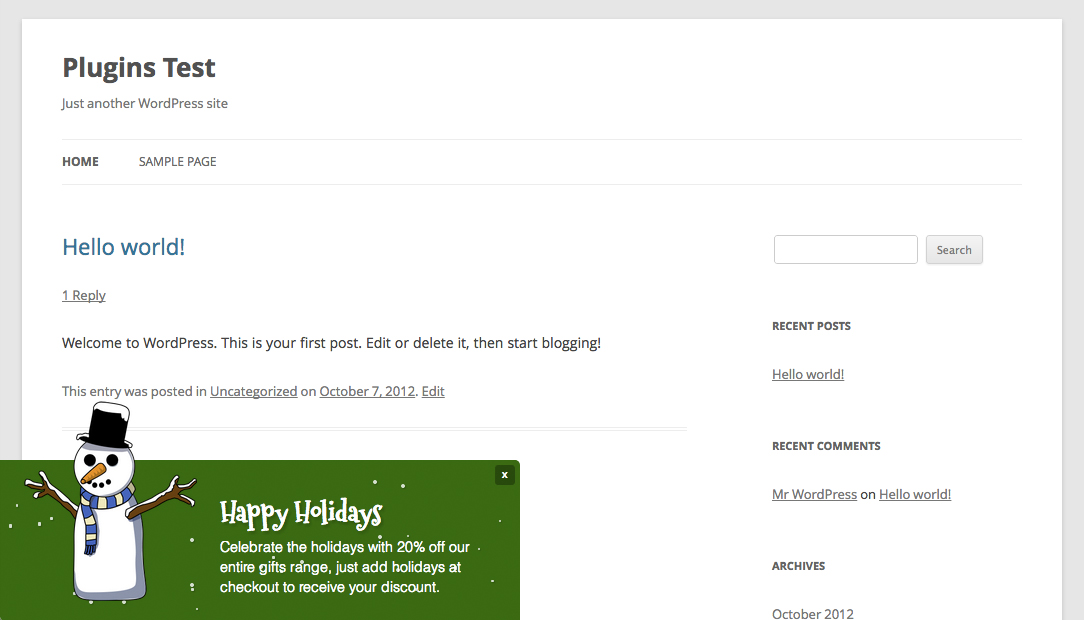 Plugins Test
Just another WordPress site
HOME SAMPLE PAGE
Hello world!
1 Reply
Welcome to WordPress. This is your first post. Edit or delete it, then start blogging!
This entry was posted in Uncategorized on October 7, 2012. Edit
Search
RECENT POSTS
Hello world!
RECENT COMMENTS
Mr WordPress on Hello world!
ARCHIVES
October 2012
x
Happy Holidays
Celebrate the holidays with 20% off our
entire gifts range, just add holidays at
checkout to receive your discount.